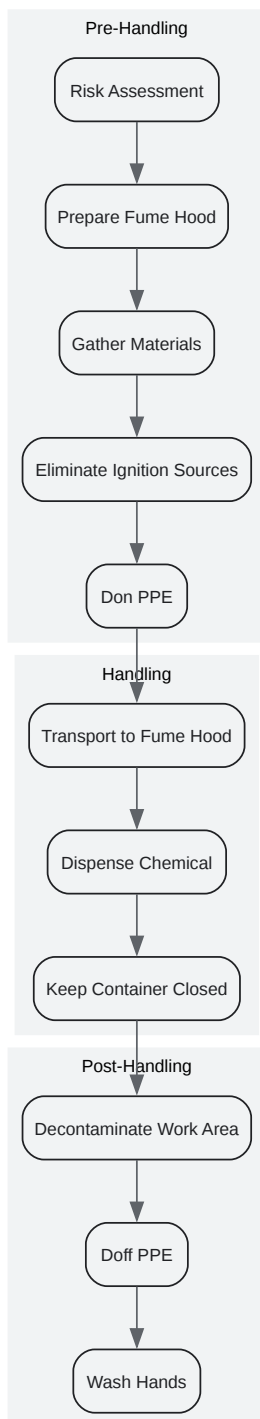 Pre-Handling
Risk Assessment
Prepare Fume Hood
Gather Materials
Eliminate Ignition Sources
Don PPE
Handling
Transport to Fume Hood
Dispense Chemical
Keep Container Closed
Post-Handling
Decontaminate Work Area
Doff PPE
Wash Hands